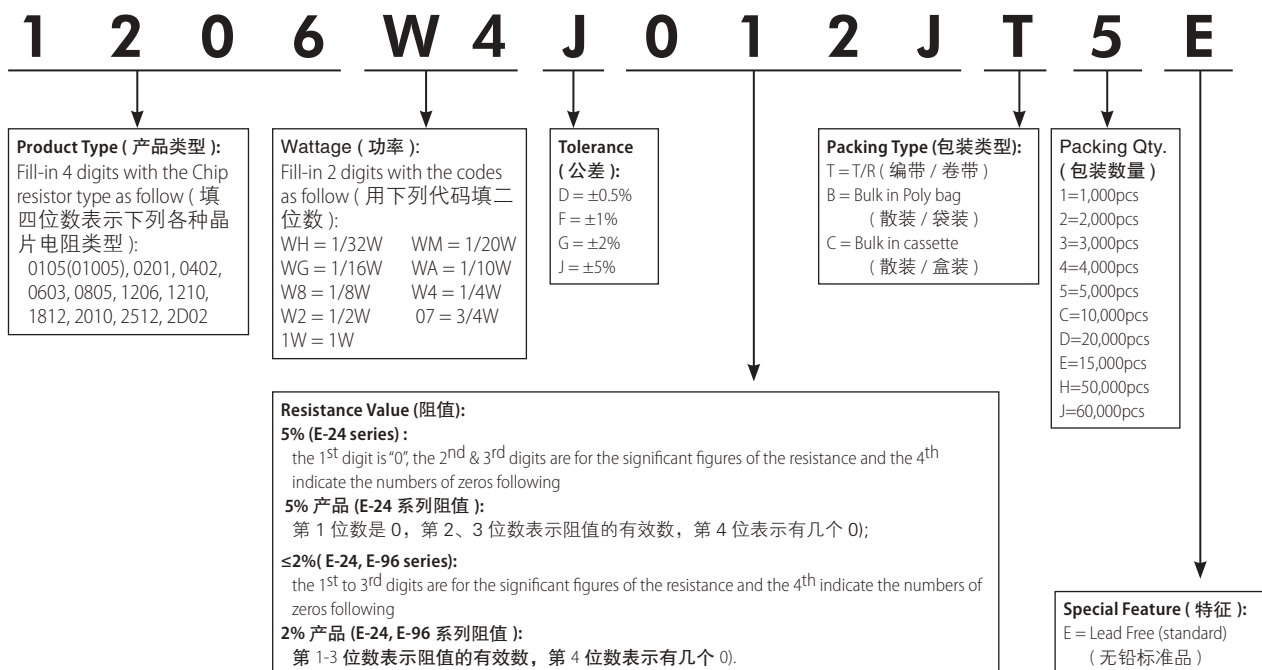 1 2 0 6 W 4 J 0 1 2 J T 5 E
Product Type ( 产品类型 ):
Fill-in 4 digits with the Chip
resistor type as follow ( 填
四位数表示下列各种晶
片电阻类型 ):
0105(01005), 0201, 0402,
0603, 0805, 1206, 1210,
1812, 2010, 2512, 2D02
Wattage ( 功率 ):
Fill-in 2 digits with the codes
as follow ( 用下列代码填二
位数 ):
WH = 1/32W WM = 1/20W
WG = 1/16W WA = 1/10W
W8 = 1/8W W4 = 1/4W
W2 = 1/2W 07 = 3/4W
1W = 1W
Tolerance
( 公差 ):
D = ±0.5%
F = ±1%
G = ±2%
J = ±5%
Packing Type (包装类型):
T = T/R ( 编带 / 卷带 )
B = Bulk in Poly bag
( 散装 / 袋装 )
C = Bulk in cassette
( 散装 / 盒装 )
Packing Qty.
( 包装数量 )
1=1,000pcs
2=2,000pcs
3=3,000pcs
4=4,000pcs
5=5,000pcs
C=10,000pcs
D=20,000pcs
E=15,000pcs
H=50,000pcs
J=60,000pcs
Resistance Value (阻值):
5% (E-24 series) :
the 1st digit is "0", the 2nd & 3rd digits are for the significant figures of the resistance and the 4th
indicate the numbers of zeros following
5% 产品 (E-24 系列阻值 ):
第 1 位数是 0，第 2、3 位数表示阻值的有效数，第 4 位表示有几个 0);
≤2%( E-24, E-96 series):
the 1st to 3rd digits are for the significant figures of the resistance and the 4th indicate the numbers of
zeros following
2% 产品 (E-24, E-96 系列阻值 ):
第 1-3 位数表示阻值的有效数，第 4 位数表示有几个 0).
Special Feature ( 特征 ):
E = Lead Free (standard)
( 无铅标准品 )